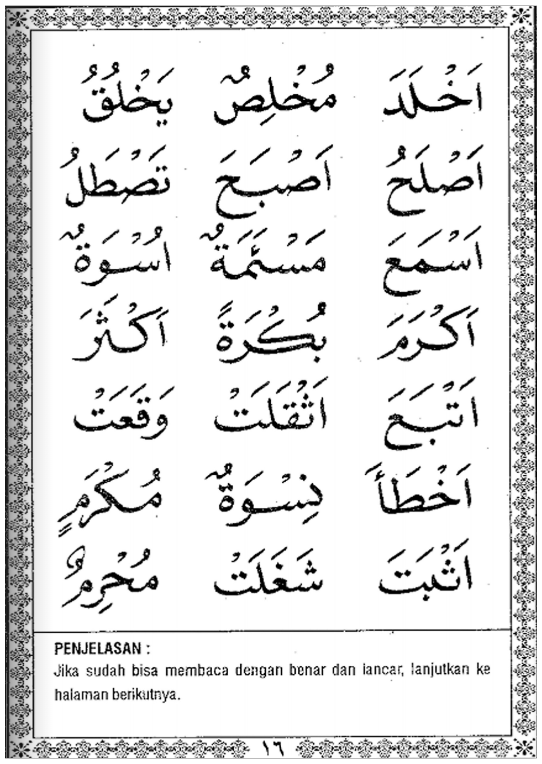 اَخْلَدَ مُخْلِصٌ يَخْلُقُ
اَصْلَحُ اَصْبَحَ تَصْطَلُ
اَسْمَعَ مَسْئَمَةٌ اُسْوَةٌ
اَكْرَمَ بُكْرَةً اَكْثَرَ
اَتْبَعَ اَثْقَلَتْ وَقَعَتْ
اَخْطَأَ نِسْوَةٌ مُكْرَمٍ
اَثْبَتَ شَغَلَتْ مُحْرِمٌ
PENJELASAN :
Jika sudah bisa membaca dengan benar dan lancar, lanjutkan ke
halaman berikutnya.
١٦